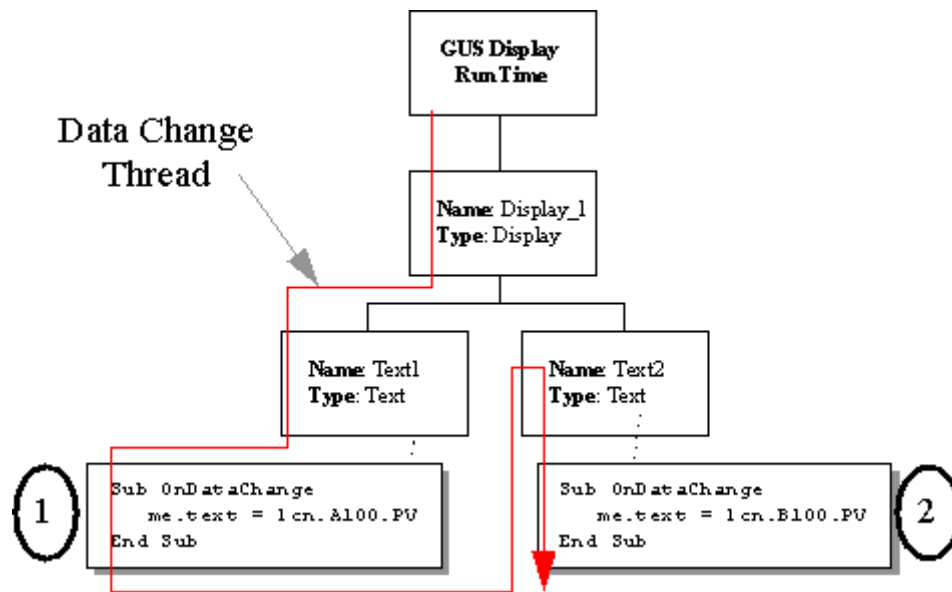 GUS Display
RunTime
Data Change
Thread
Name: Display_1
Type: Display
Name: Text1
Type: Text
Name: Text2
Type: Text
1
Sub OnDataChange
me.text = lcn.A100.PV
End Sub
Sub OnDataChange
me.text = lcn.B100.PV
End Sub
2